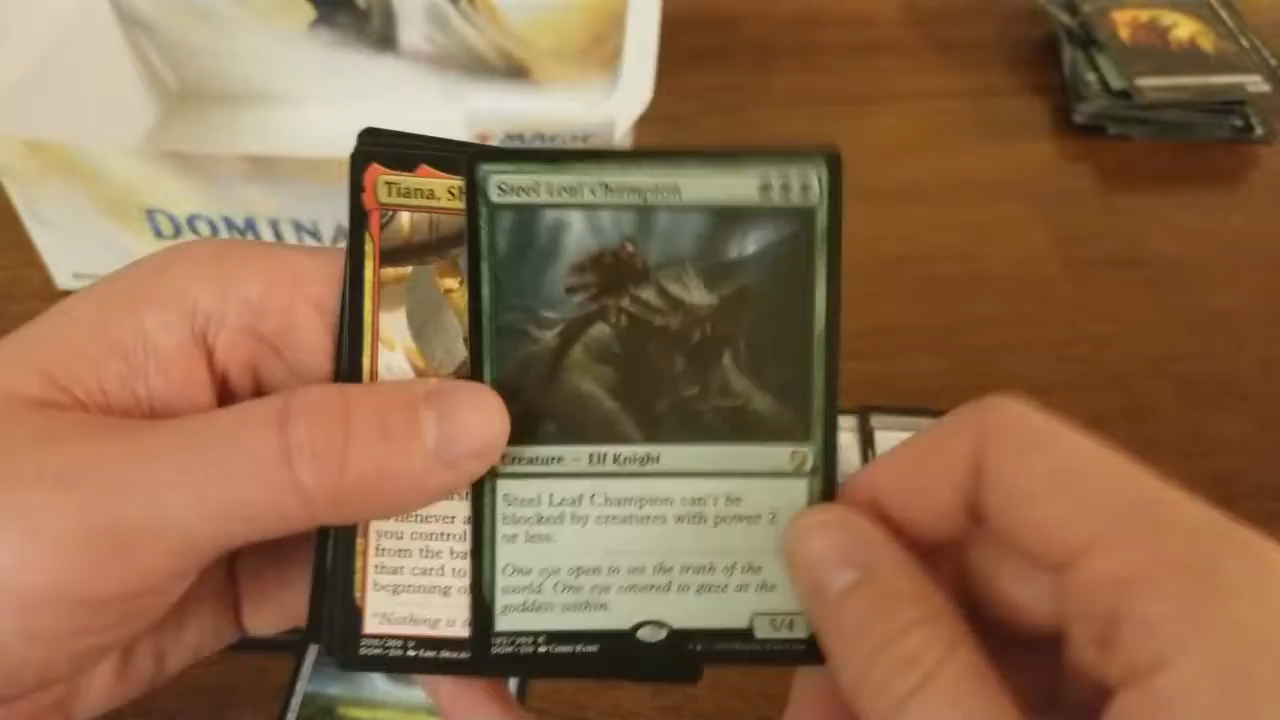 MAGIC
DOMINA
Tiana, Sh
Whenever a
you control
from the ba
that card to
beginning o
"Nothing is
Steel Leaf Champion
Creature — Elf Knight
Steel Leaf Champion can't be
blocked by creatures with power 2
or less.
One eye open to see the truth of the
world. One eye covered to gaze at the
goddess within.
5/4